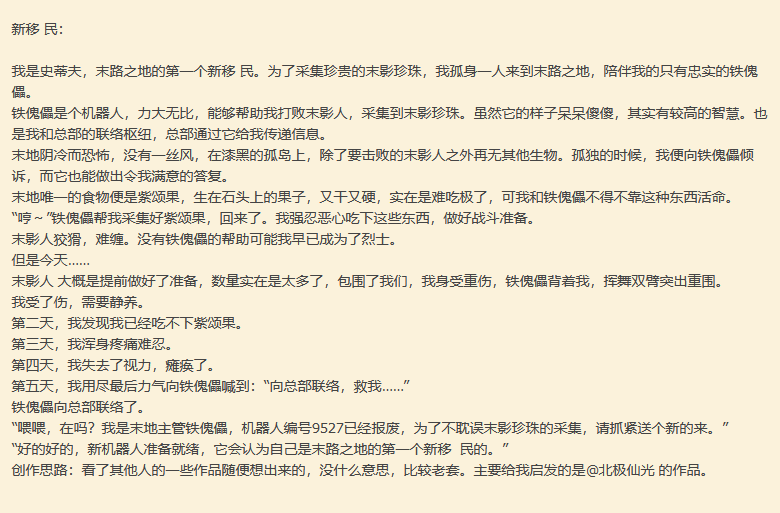 新移 民：
我是史蒂夫，末路之地的第一个新移 民。为了采集珍贵的末影珍珠，我孤身一人来到末路之地，陪伴我的只有忠实的铁傀
儡。
铁傀儡是个机器人，力大无比，能够帮助我打败末影人，采集到末影珍珠。虽然它的样子呆呆傻傻，其实有较高的智慧。也
是我和总部的联络枢纽，总部通过它给我传递信息。
末地阴冷而恐怖，没有一丝风，在漆黑的孤岛上，除了要击败的末影人之外再无其他生物。孤独的时候，我便向铁傀儡倾
诉，而它也能做出令我满意的答复。
末地唯一的食物便是紫颂果，生在石头上的果子，又干又硬，实在是难吃极了，可我和铁傀儡不得不靠这种东西活命。
“哼～”铁傀儡帮我采集好紫颂果，回来了。我强忍恶心吃下这些东西，做好战斗准备。
末影人狡猾，难缠。没有铁傀儡的帮助可能我早已成为了烈士。
但是今天……
末影人 大概是提前做好了准备，数量实在是太多了，包围了我们，我身受重伤，铁傀儡背着我，挥舞双臂突出重围。
我受了伤，需要静养。
第二天，我发现我已经吃不下紫颂果。
第三天，我浑身疼痛难忍。
第四天，我失去了视力，瘫痪了。
第五天，我用尽最后力气向铁傀儡喊到：“向总部联络，救我……”
铁傀儡向总部联络了。
“喂喂，在吗？我是末地主管铁傀儡，机器人编号9527已经报废，为了不耽误末影珍珠的采集，请抓紧送个新的来。”
“好的好的，新机器人准备就绪，它会认为自己是末路之地的第一个新移  民的。”
创作思路：看了其他人的一些作品随便想出来的，没什么意思，比较老套。主要给我启发的是@北极仙光 的作品。